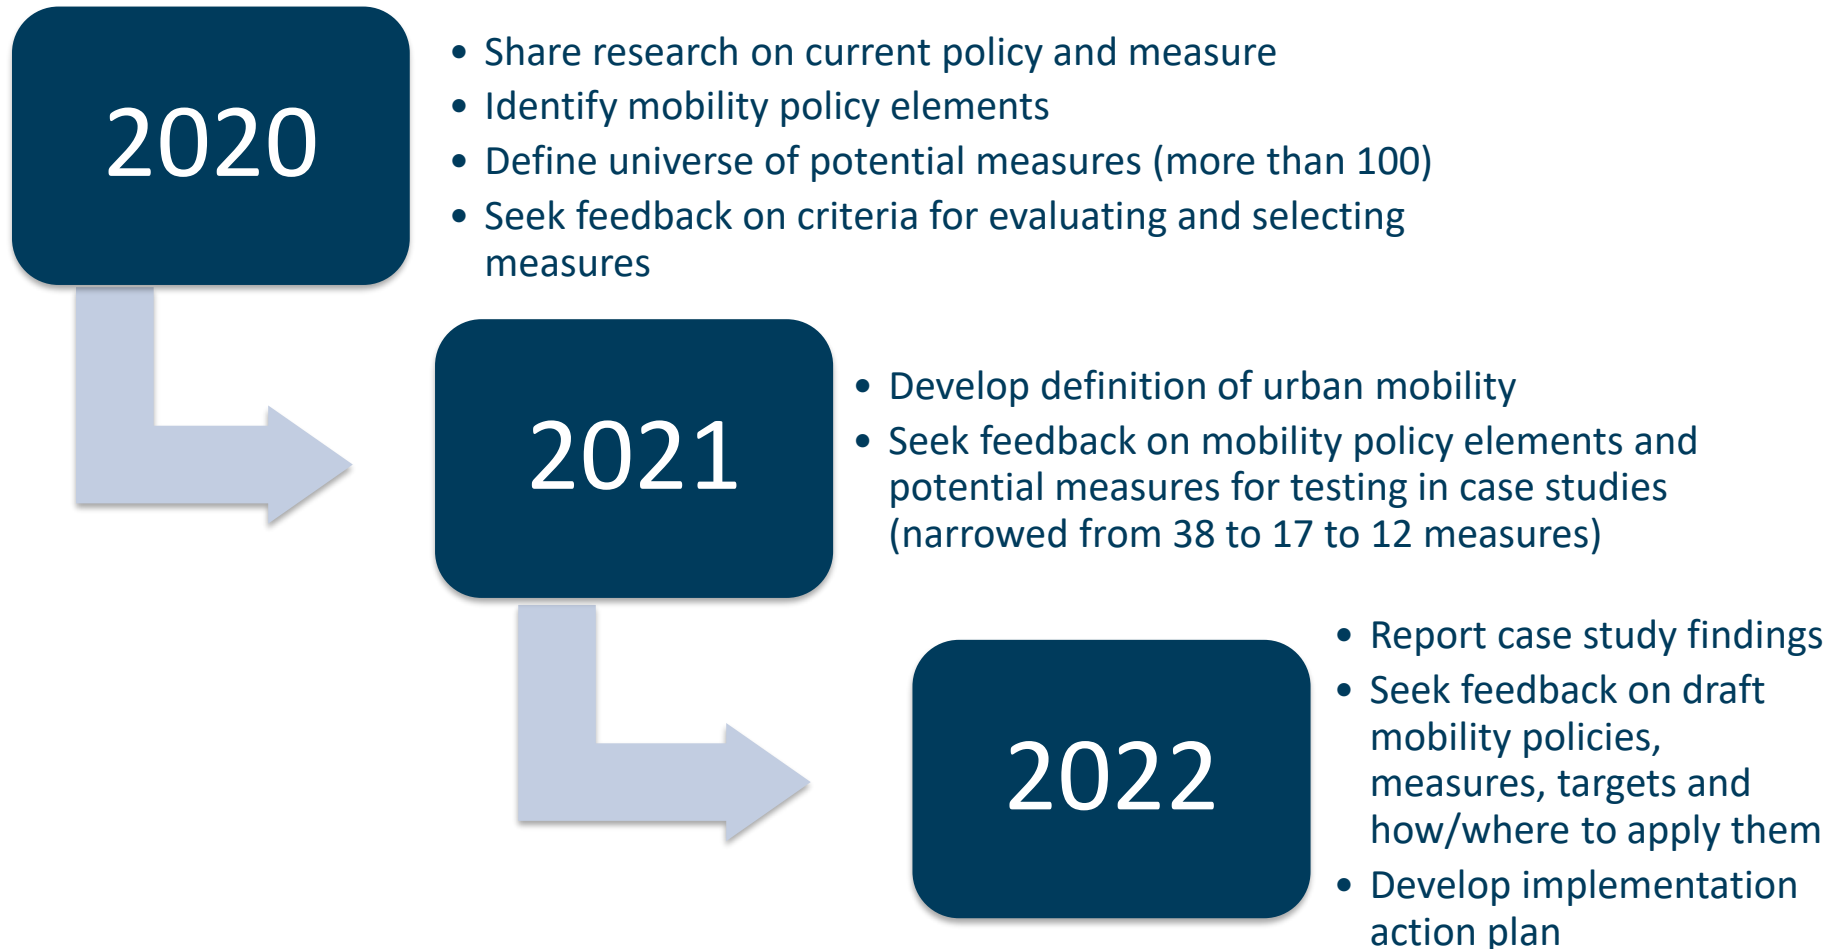 2020
• Share research on current policy and measure
• Identify mobility policy elements
• Define universe of potential measures (more than 100)
• Seek feedback on criteria for evaluating and selecting
measures
2021
• Develop definition of urban mobility
• Seek feedback on mobility policy elements and
potential measures for testing in case studies
(narrowed from 38 to 17 to 12 measures)
2022
• Report case study findings
• Seek feedback on draft
mobility policies,
measures, targets and
how/where to apply them
• Develop implementation
action plan